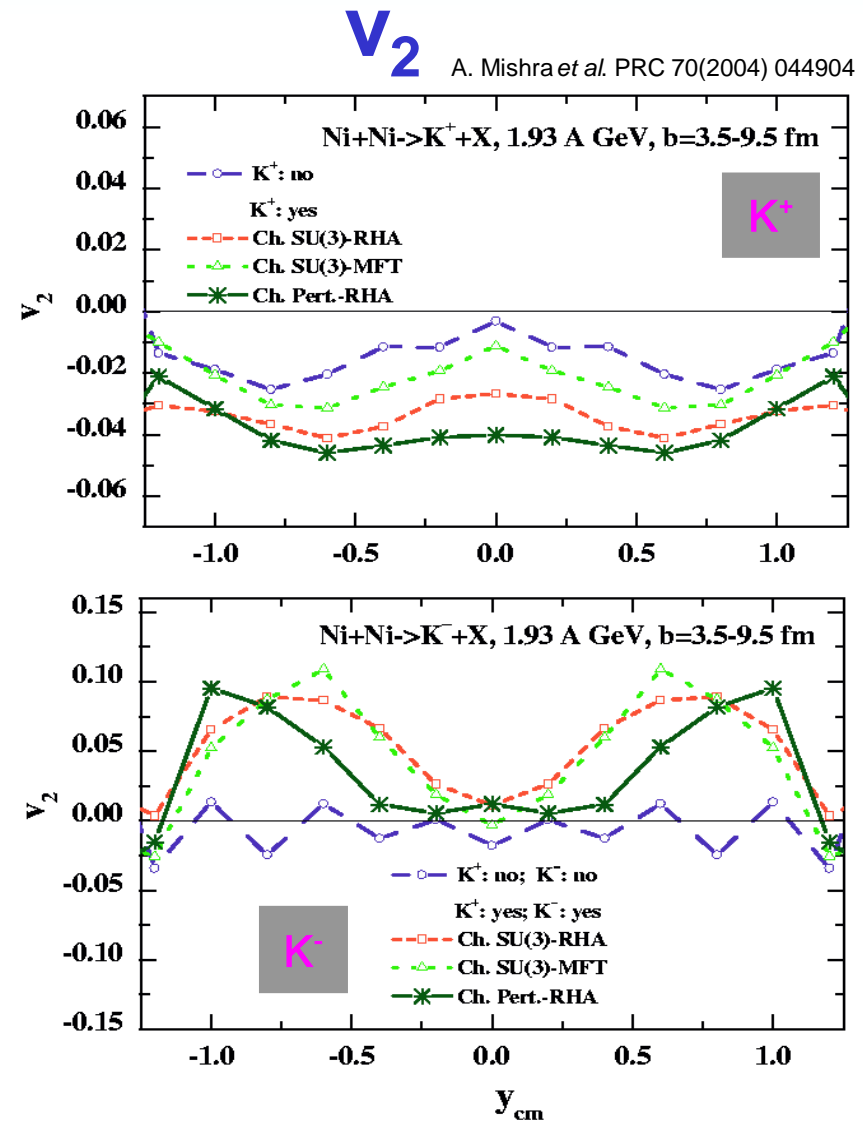 v₂
A. Mishra et al. PRC 70(2004) 044904
Ni+Ni->K⁺+X, 1.93 A GeV, b=3.5-9.5 fm
K⁺: no
K⁺: yes
Ch. SU(3)-RHA
Ch. SU(3)-MFT
Ch. Pert.-RHA
K⁺
v₂
0.06
0.04
0.02
0.00
-0.02
-0.04
-0.06
-1.0 -0.5 0.0 0.5 1.0
Ni+Ni->K⁻+X, 1.93 A GeV, b=3.5-9.5 fm
v₂
0.15
0.10
0.05
0.00
-0.05
-0.10
-0.15
K⁺: no; K⁻: no
K⁺: yes; K⁻: yes
Ch. SU(3)-RHA
Ch. SU(3)-MFT
Ch. Pert.-RHA
K⁻
-1.0 -0.5 0.0 0.5 1.0
y_cm